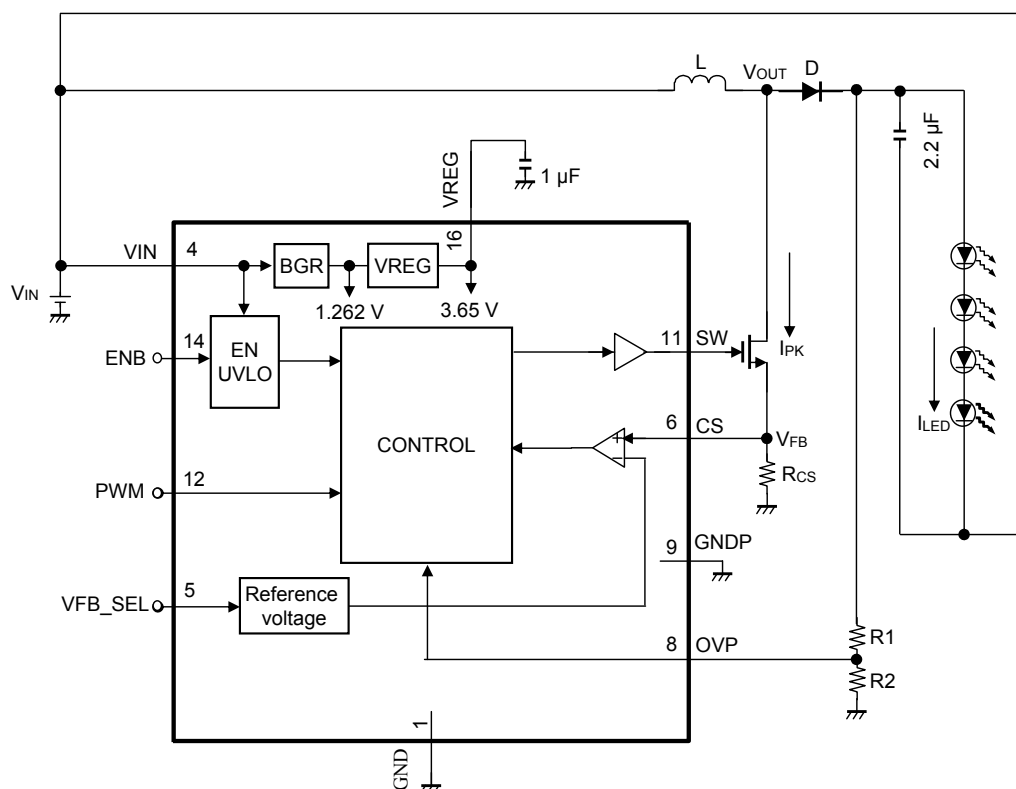 L
VOUT
D
2.2 µF
VREG
1 µF
16
VIN
4
BGR
VREG
1.262 V
3.65 V
VIN
ENB
14
EN
UVLO
11
SW
IPK
ILED
CONTROL
6
CS
VFB
RCS
PWM
12
9
GNDP
VFB_SEL
5
Reference
voltage
8
OVP
R1
R2
1
GND